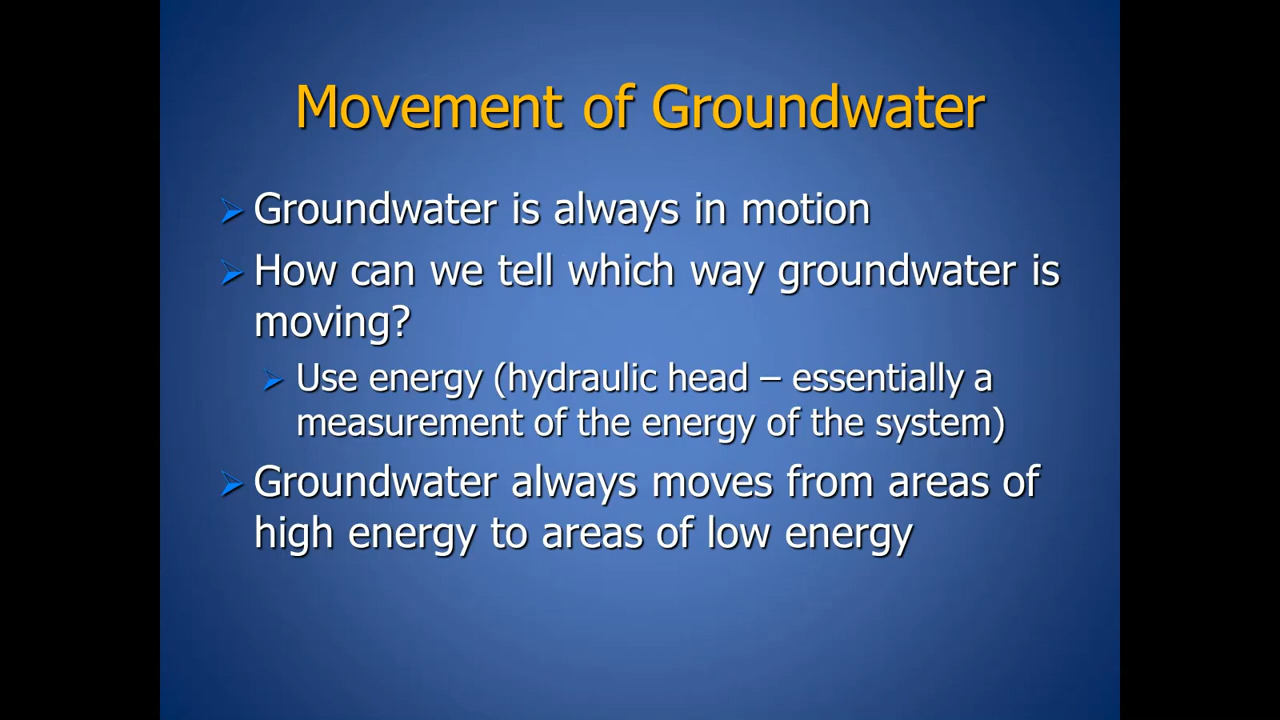 Movement of Groundwater
Groundwater is always in motion
How can we tell which way groundwater is
moving?
Use energy (hydraulic head – essentially a
measurement of the energy of the system)
Groundwater always moves from areas of
high energy to areas of low energy